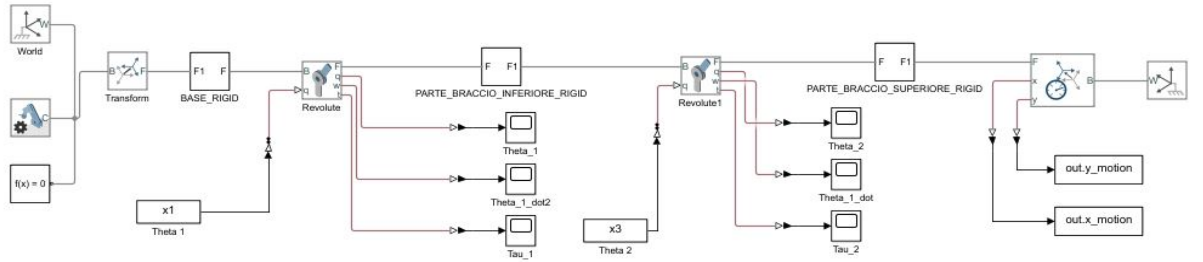 W
World
B
F
Transform
F1
F
BASE_RIGID
C
f(x) = 0
B
q
F
q
w
t
Revolute
F
F1
PARTE_BRACCIO_INFERIORE_RIGID
B
q
F
q
w
t
Revolute1
F
F1
PARTE_BRACCIO_SUPERIORE_RIGID
F
x
y
B
W
Theta_1
Theta_1_dot2
Tau_1
x1
Theta 1
Theta_2
Theta_1_dot
Tau_2
x3
Theta 2
out.y_motion
out.x_motion